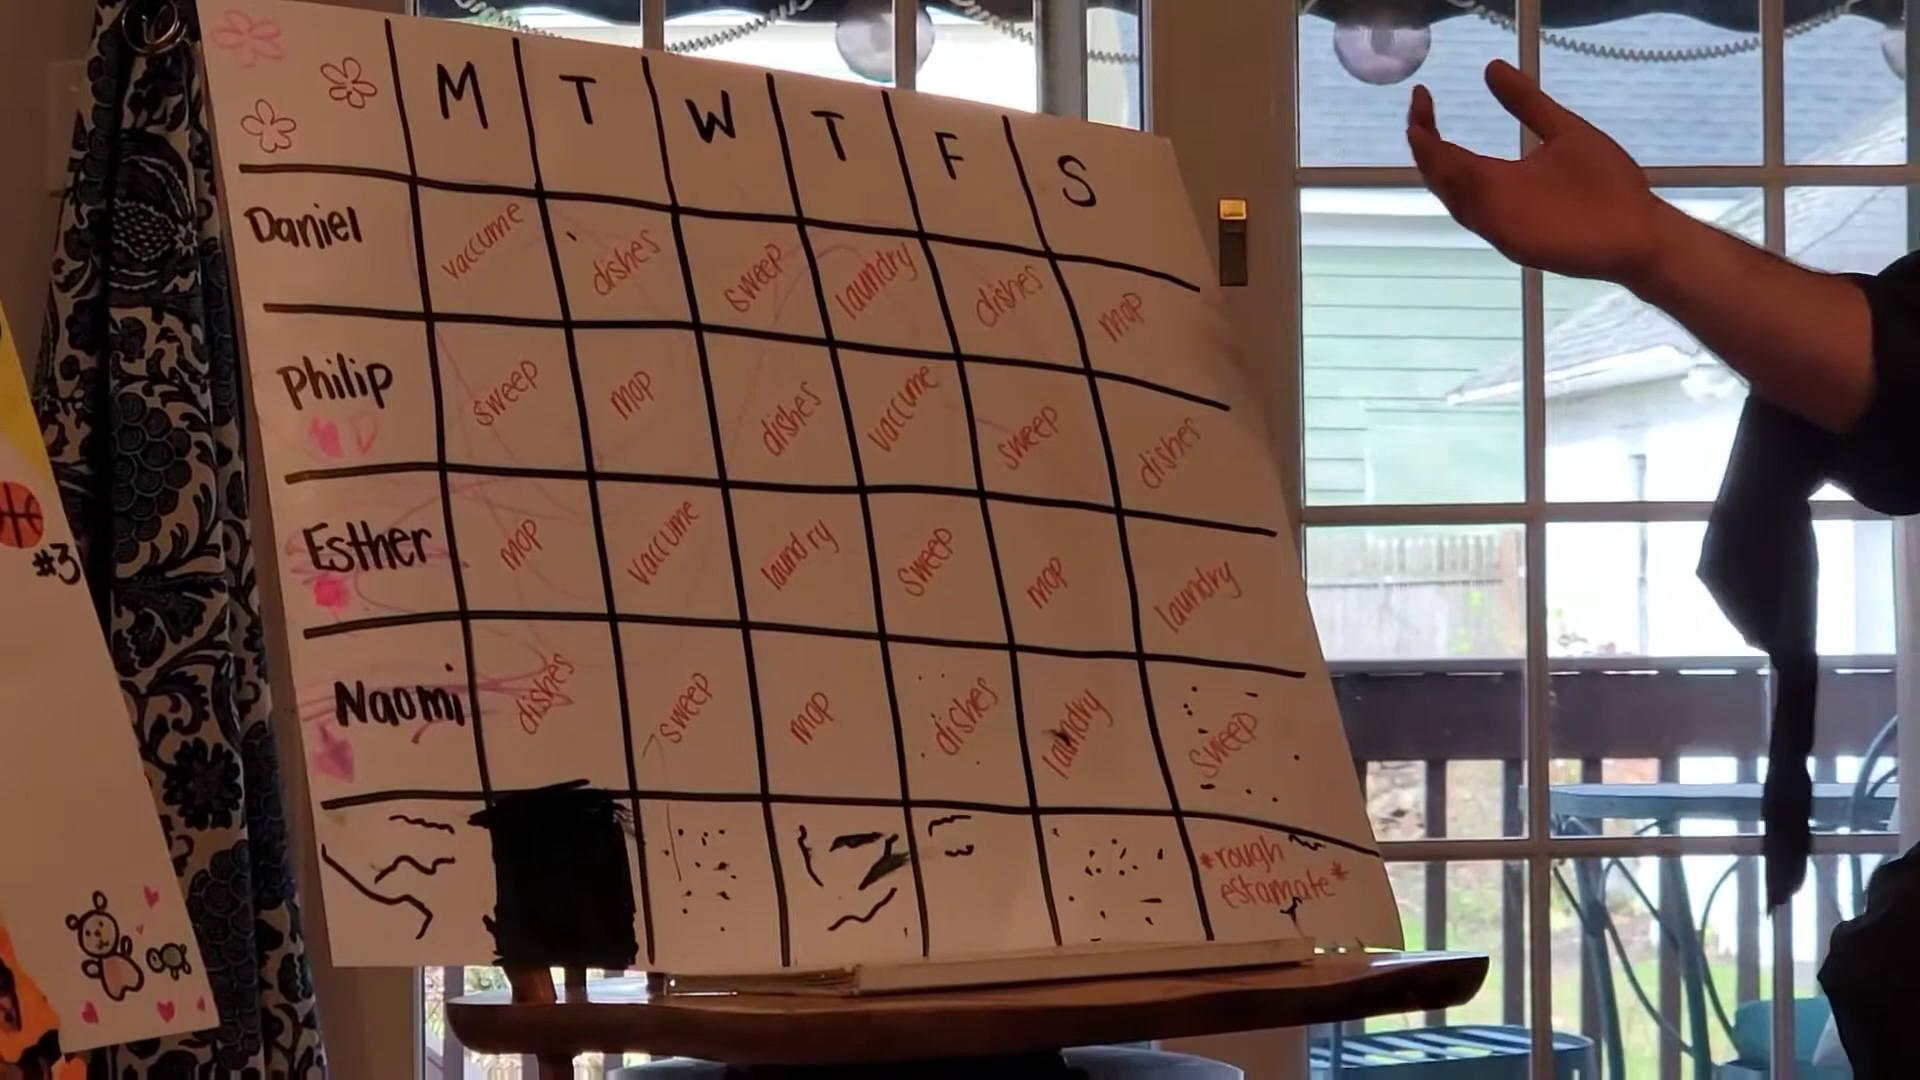 M T W T F S
Daniel vaccume dishes sweep laundry dishes mop
Philip sweep mop dishes vaccume sweep dishes
Esther mop vaccume laundry sweep mop laundry
Naomi dishes sweep mop dishes laundry sweep
*rough
estamate*
#3